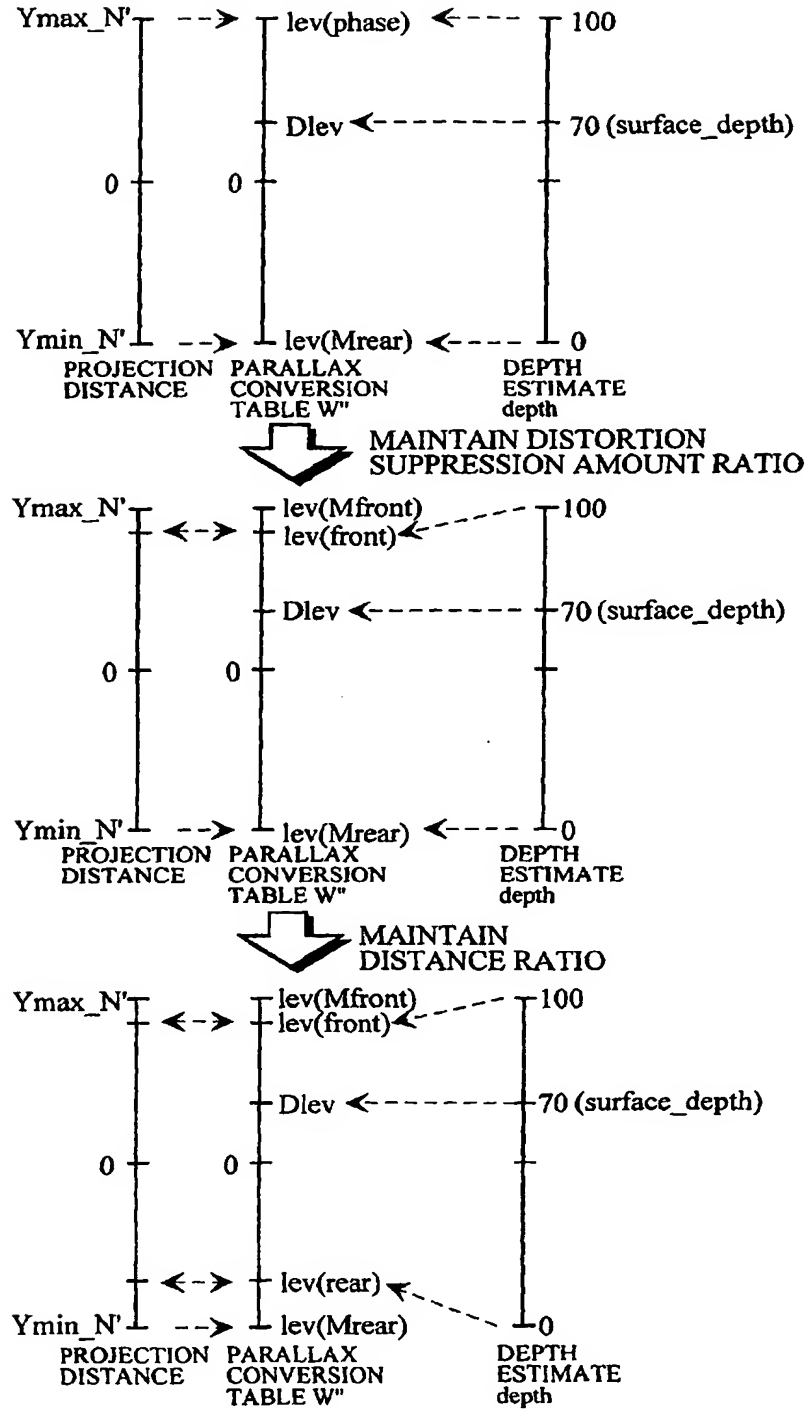 Ymax_N' lev(phase) 100
Dlev 70 (surface_depth)
0 0
Ymin_N' lev(Mrear) 0
PROJECTION PARALLAX DEPTH
DISTANCE CONVERSION ESTIMATE
TABLE W" depth
MAINTAIN DISTORTION
SUPPRESSION AMOUNT RATIO
Ymax_N' lev(Mfront) 100
lev(front)
Dlev 70 (surface_depth)
0 0
Ymin_N' lev(Mrear) 0
PROJECTION PARALLAX DEPTH
DISTANCE CONVERSION ESTIMATE
TABLE W" depth
MAINTAIN
DISTANCE RATIO
Ymax_N' lev(Mfront) 100
lev(front)
Dlev 70 (surface_depth)
0 0
lev(rear)
Ymin_N' lev(Mrear) 0
PROJECTION PARALLAX DEPTH
DISTANCE CONVERSION ESTIMATE
TABLE W" depth